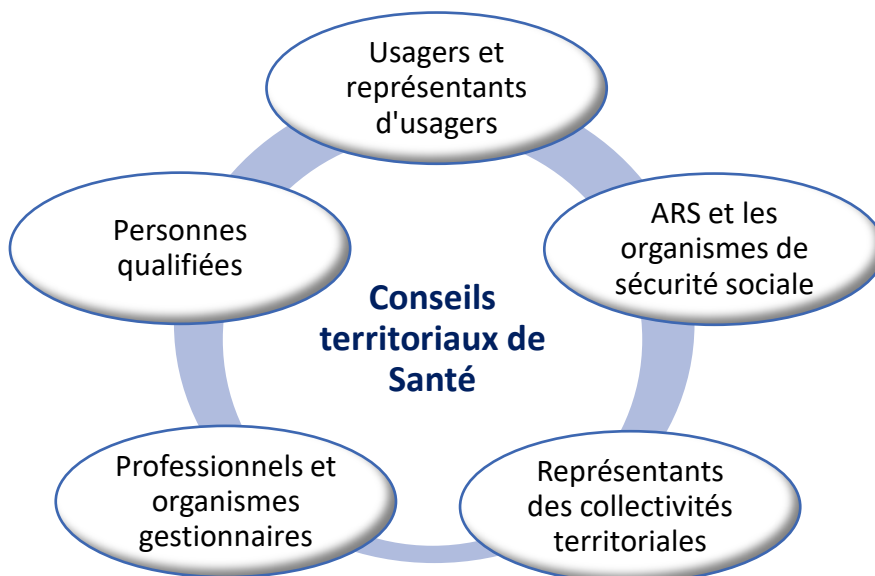 Usagers et
représentants
d'usagers
ARS et les
organismes de
sécurité sociale
Personnes
qualifiées
Conseils
territoriaux de
Santé
Professionnels et
organismes
gestionnaires
Représentants
des collectivités
territoriales